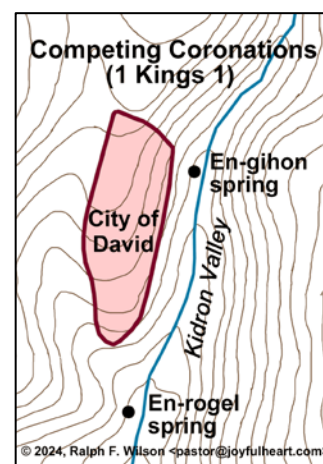 Competing Coronations
(1 Kings 1)
En-gihon
spring
City of
David
Kidron Valley
En-rogel
spring
© 2024, Ralph F. Wilson <pastor@joyfulheart.com>